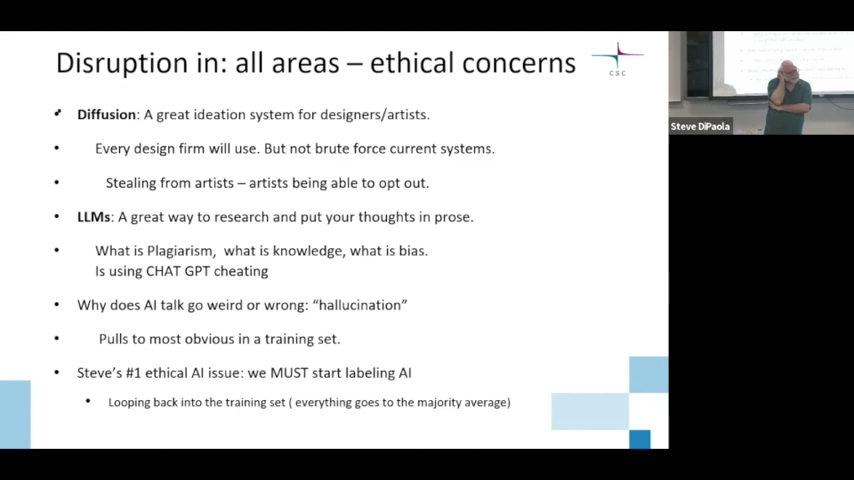 Disruption in: all areas – ethical concerns
CSC
Diffusion: A great ideation system for designers/artists.
Every design firm will use. But not brute force current systems.
Stealing from artists – artists being able to opt out.
LLMs: A great way to research and put your thoughts in prose.
What is Plagiarism, what is knowledge, what is bias.
Is using CHAT GPT cheating
Why does AI talk go weird or wrong: “hallucination”
Pulls to most obvious in a training set.
Steve’s #1 ethical AI issue: we MUST start labeling AI
Looping back into the training set ( everything goes to the majority average)
Steve DiPaola